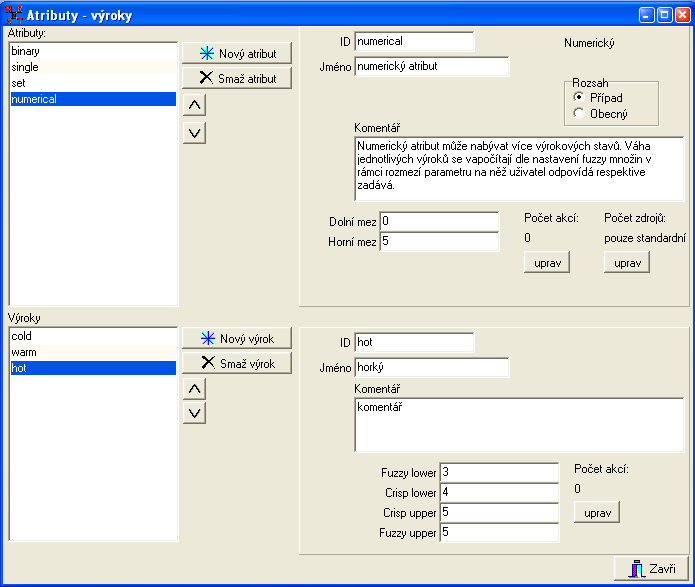 Atributy - výroky
Atributy:
binary
single
set
numerical
Nový atribut
Smaž atribut
ID numerical
Numerický
Jméno numerický atribut
Rozsah
Případ
Obecný
Komentář
Numerický atribut může nabývat více výrokových stavů. Váha
jednotlivých výroků se vapočítají dle nastavení fuzzy množin v
rámci rozmezí parametru na něž uživatel odpovídá respektive
zadává.
Dolní mez 0
Horní mez 5
Počet akcí:
0
uprav
Počet zdrojů:
pouze standardní
uprav
Výroky
cold
warm
hot
Nový výrok
Smaž výrok
ID hot
Jméno horký
Komentář
komentář
Fuzzy lower 3
Crisp lower 4
Crisp upper 5
Fuzzy upper 5
Počet akcí:
0
uprav
Zavři